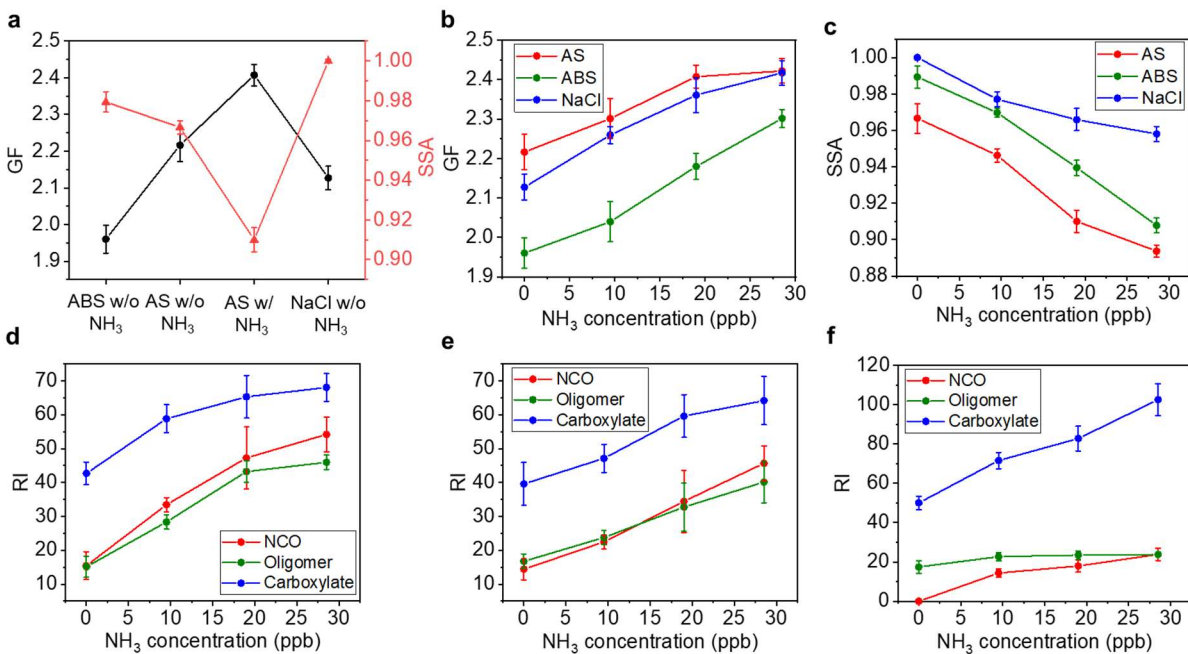 a
2.5
2.4
2.3
2.2
2.1
2.0
1.9
GF
1.00
0.98
0.96
0.94
0.92
0.90
SSA
ABS w/o NH3
AS w/o NH3
AS w/ NH3
NaCl w/o NH3
b
2.5
2.4
2.3
2.2
2.1
2.0
1.9
GF
AS
ABS
NaCl
0 5 10 15 20 25 30
NH3 concentration (ppb)
c
1.00
0.98
0.96
0.94
0.92
0.90
0.88
SSA
AS
ABS
NaCl
0 5 10 15 20 25 30
NH3 concentration (ppb)
d
70
60
50
40
30
20
10
RI
NCO
Oligomer
Carboxylate
0 5 10 15 20 25 30
NH3 concentration (ppb)
e
70
60
50
40
30
20
10
RI
NCO
Oligomer
Carboxylate
0 5 10 15 20 25 30
NH3 concentration (ppb)
f
120
100
80
60
40
20
0
RI
NCO
Oligomer
Carboxylate
0 5 10 15 20 25 30
NH3 concentration (ppb)